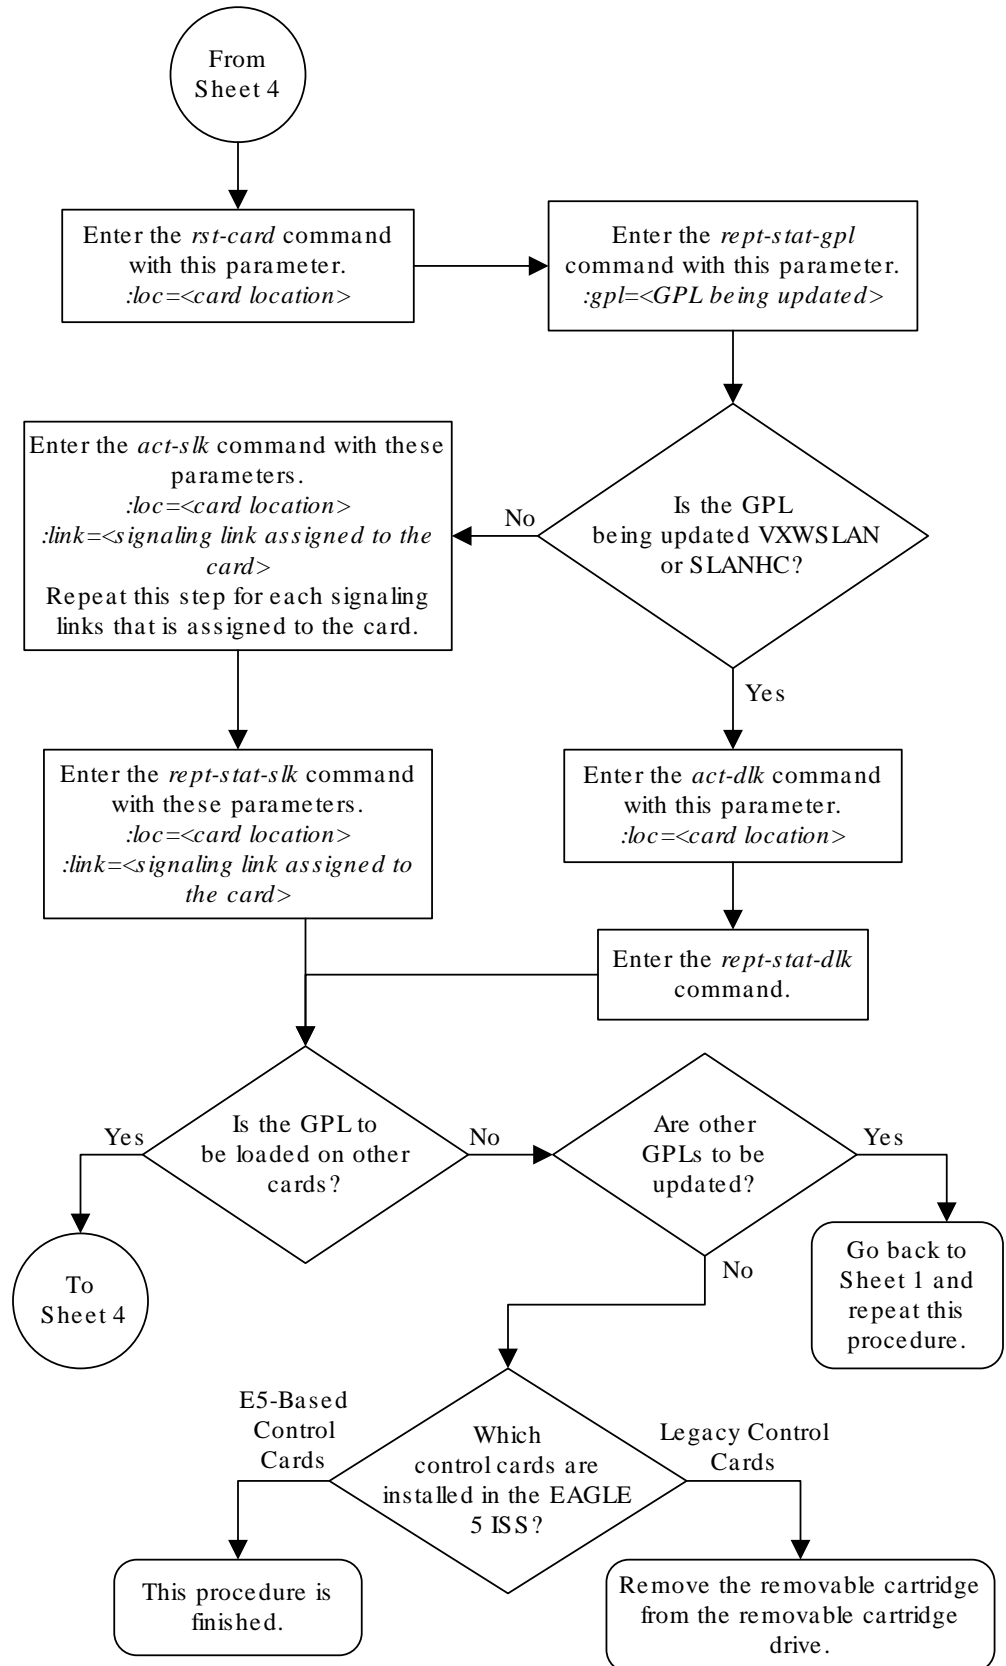 From
Sheet 4
Enter the rst-card command
with this parameter.
:loc=<card location>
Enter the rept-stat-gpl
command with this parameter.
:gpl=<GPL being updated>
Enter the act-slk command with these
parameters.
:loc=<card location>
:link=<signaling link assigned to the
card>
Repeat this step for each signaling
links that is assigned to the card.
No
Is the GPL
being updated VXWSLAN
or SLANHC?
Yes
Enter the rept-stat-slk command
with these parameters.
:loc=<card location>
:link=<signaling link assigned to
the card>
Enter the act-dlk command
with this parameter.
:loc=<card location>
Enter the rept-stat-dlk
command.
Yes
Is the GPL to
be loaded on other
cards?
No
Are other
GPLs to be
updated?
Yes
No
To
Sheet 4
Go back to
Sheet 1 and
repeat this
procedure.
E5-Based
Control
Cards
Which
control cards are
installed in the EAGLE
5 ISS?
Legacy Control
Cards
This procedure is
finished.
Remove the removable cartridge
from the removable cartridge
drive.